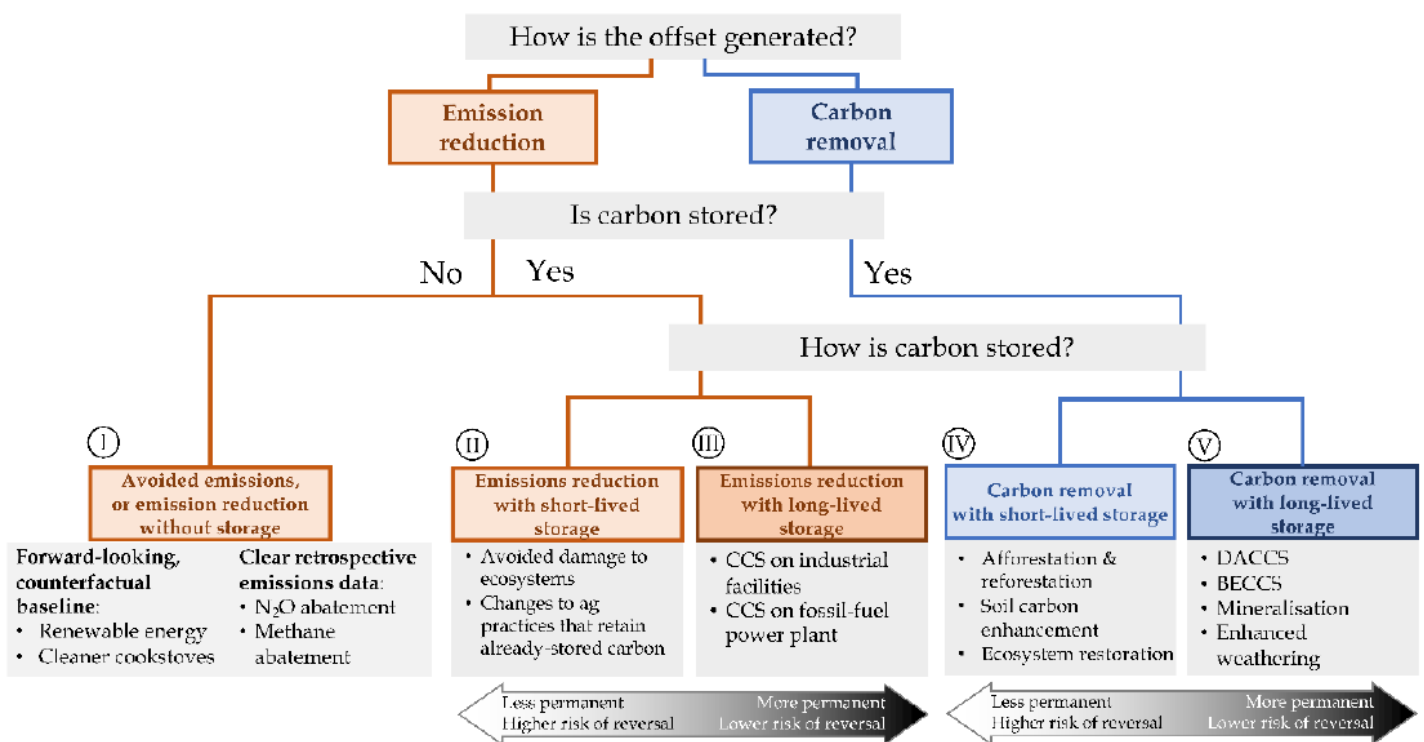 How is the offset generated?
Emission
reduction
Carbon
removal
Is carbon stored?
No
Yes
Yes
How is carbon stored?
I
Avoided emissions,
or emission reduction
without storage
Forward-looking,
counterfactual
baseline:
• Renewable energy
• Cleaner cookstoves
Clear retrospective
emissions data:
• N₂O abatement
• Methane
abatement
II
Emissions reduction
with short-lived
storage
• Avoided damage to
ecosystems
• Changes to ag
practices that retain
already-stored carbon
III
Emissions reduction
with long-lived
storage
• CCS on industrial
facilities
• CCS on fossil-fuel
power plant
IV
Carbon removal
with short-lived storage
• Afforestation &
reforestation
• Soil carbon
enhancement
• Ecosystem restoration
V
Carbon removal
with long-lived
storage
• DACCS
• BECCS
• Mineralisation
• Enhanced
weathering
Less permanent
Higher risk of reversal
More permanent
Lower risk of reversal
Less permanent
Higher risk of reversal
More permanent
Lower risk of reversal